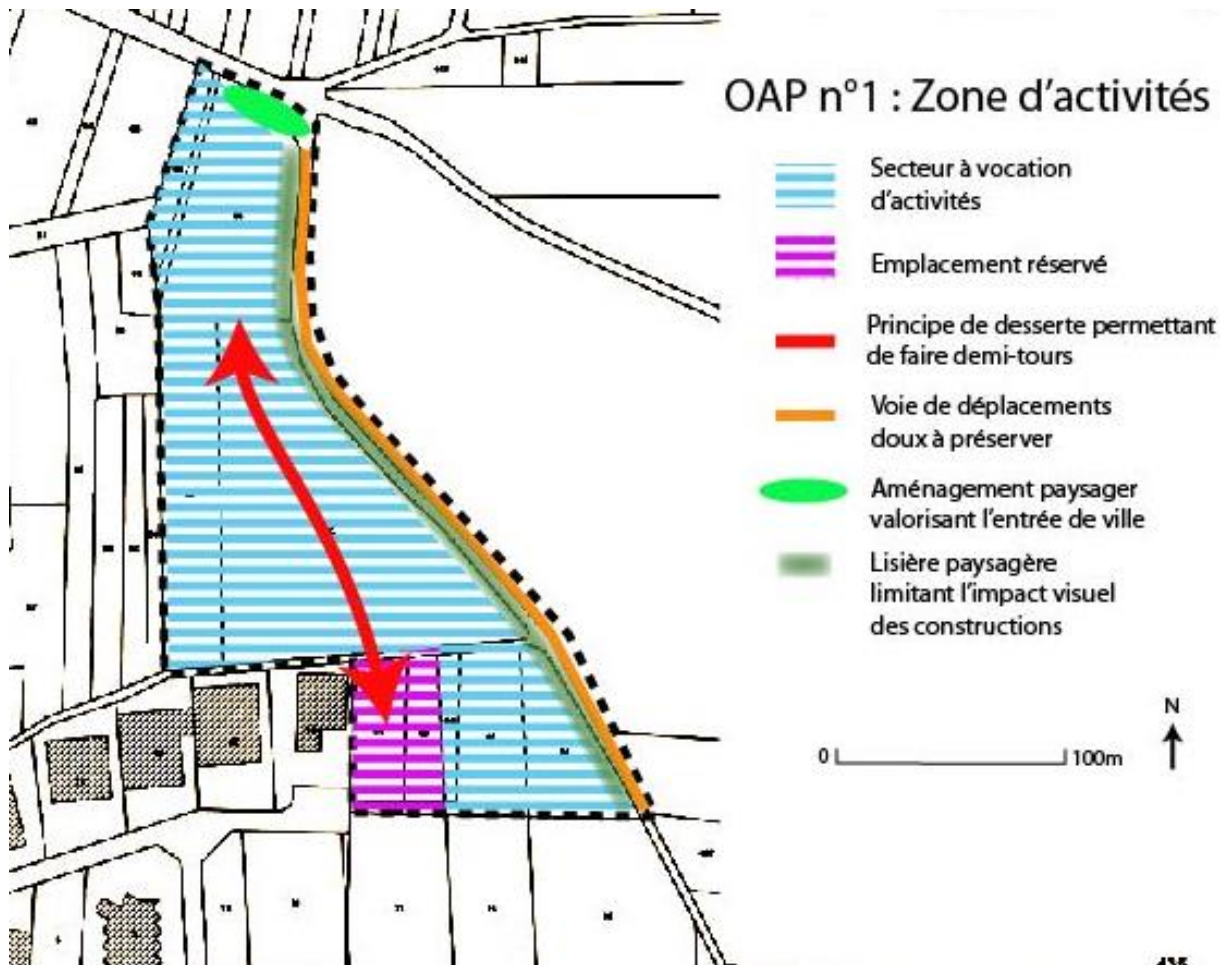 OAP n°1 : Zone d'activités
Secteur à vocation
d'activités
Emplacement réservé
Principe de desserte permettant
de faire demi-tours
Voie de déplacements
doux à préserver
Aménagement paysager
valorisant l'entrée de ville
Lisière paysagère
limitant l'impact visuel
des constructions
N
0
100m